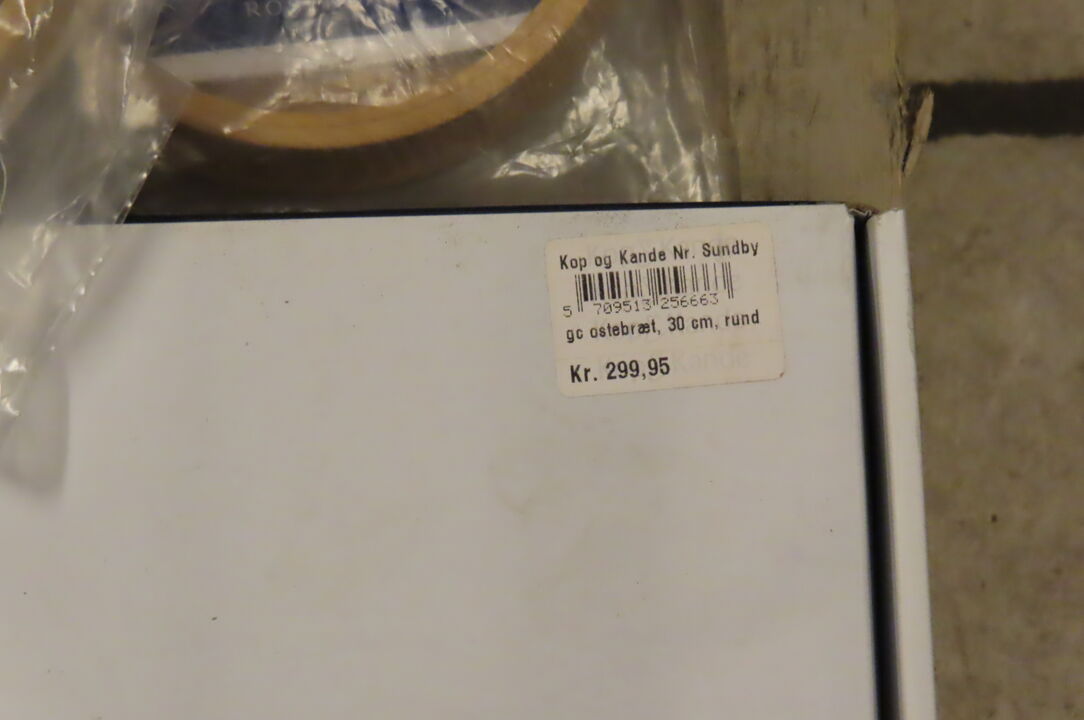 Kop og Kande Nr. Sundby
5 709513 256663
gc ostebræt, 30 cm, rund
Kr. 299,95